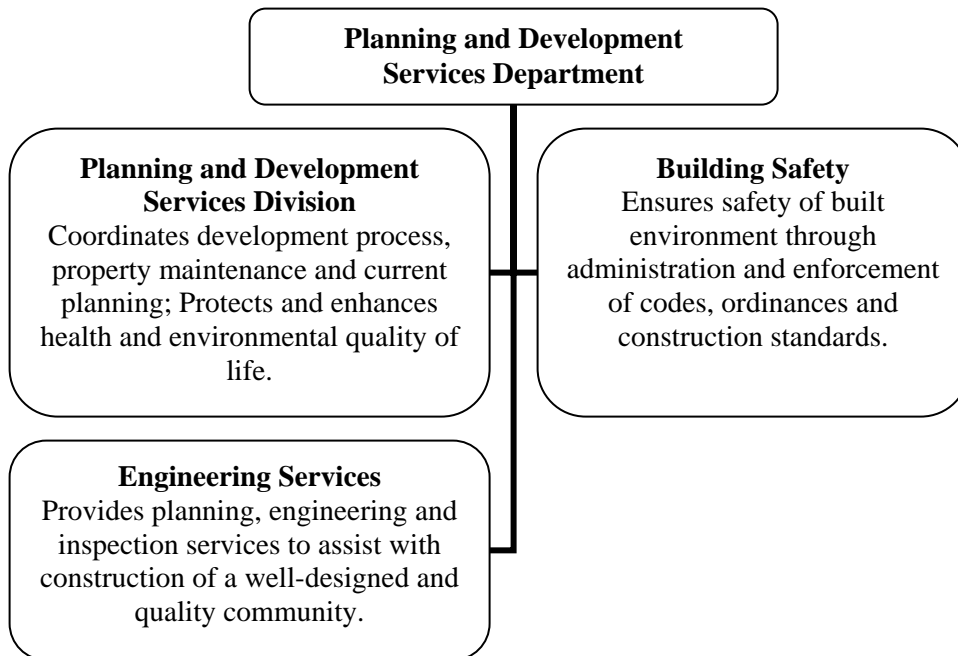 Planning and Development
Services Department
Planning and Development
Services Division
Coordinates development process,
property maintenance and current
planning; Protects and enhances
health and environmental quality of
life.
Building Safety
Ensures safety of built
environment through
administration and enforcement
of codes, ordinances and
construction standards.
Engineering Services
Provides planning, engineering and
inspection services to assist with
construction of a well-designed and
quality community.